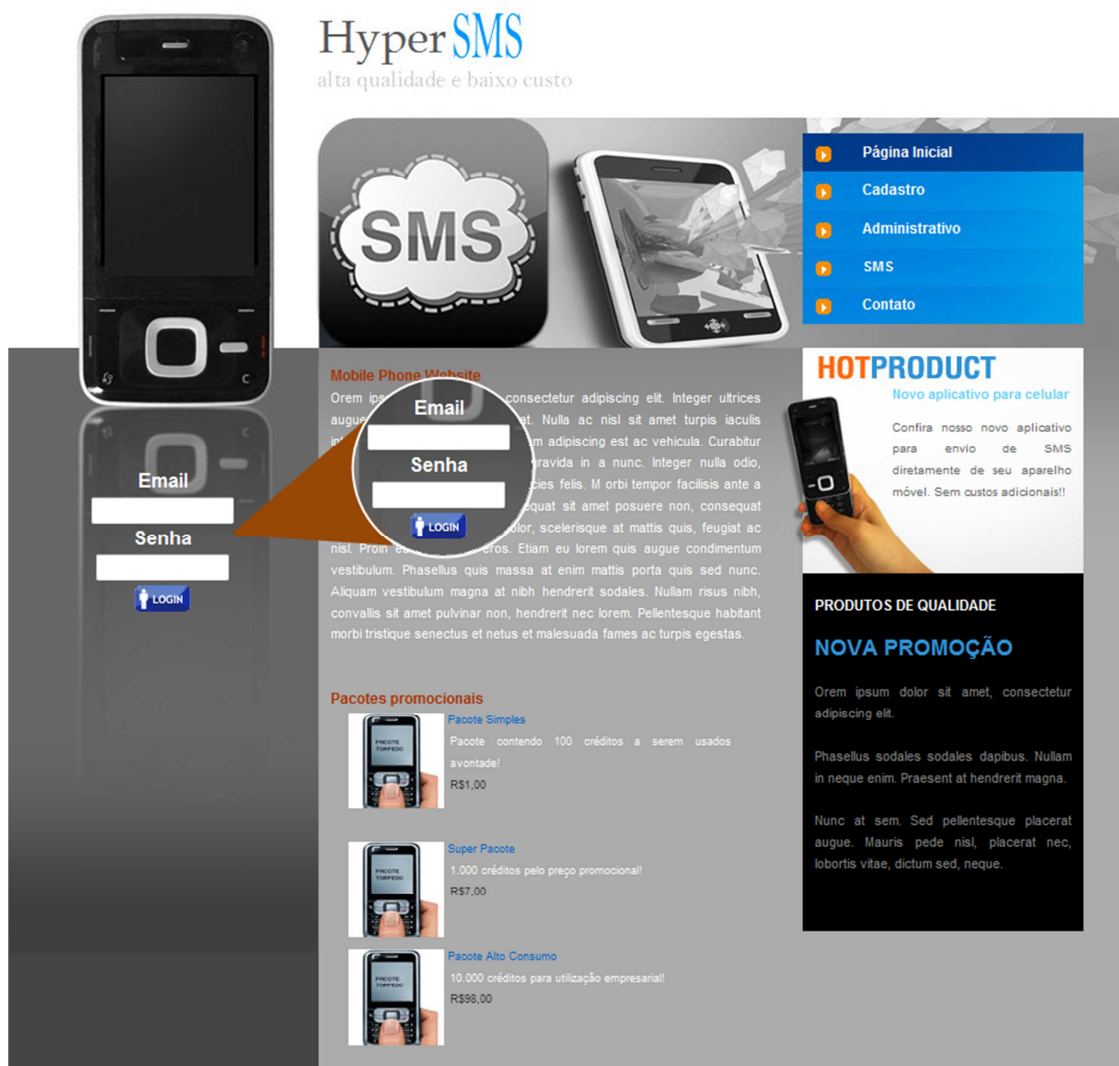 Hyper SMS
alta qualidade e baixo custo
SMS
Página Inicial
Cadastro
Administrativo
SMS
Contato
Email
Senha
LOGIN
Mobile Phone Website
Orem consectetur adipiscing elit. Integer ultrices
at. Nulla ac nisl sit amet turpis iaculis
adipiscing est ac vehicula. Curabitur
gravida in a nunc. Integer nulla odio,
felis. M orbi tempor facilisis ante a
sit amet posuere non, consequat
scelerisque at mattis quis, feugiat ac
nisl. Proin eros. Etiam eu lorem quis augue condimentum
vestibulum. Phasellus quis massa at enim mattis porta quis sed nunc.
Aliquam vestibulum magna at nibh hendrerit sodales. Nullam risus nibh,
convallis sit amet pulvinar non, hendrerit nec lorem. Pellentesque habitant
morbi tristique senectus et netus et malesuada fames ac turpis egestas.
Email
Senha
LOGIN
Pacotes promocionais
PACOTE
TORPEDO
Pacote Simples
Pacote contendo 100 créditos a serem usados
avontade!
R$1,00
PACOTE
TORPEDO
Super Pacote
1.000 créditos pelo preço promocional!
R$7,00
PACOTE
TORPEDO
Pacote Alto Consumo
10.000 créditos para utilização empresarial!
R$98,00
HOTPRODUCT
Novo aplicativo para celular
Confira nosso novo aplicativo
para envio de SMS
diretamente de seu aparelho
móvel. Sem custos adicionais!!
PRODUTOS DE QUALIDADE
NOVA PROMOÇÃO
Orem ipsum dolor sit amet, consectetur
adipiscing elit.
Phasellus sodales sodales dapibus. Nullam
in neque enim. Praesent at hendrerit magna.
Nunc at sem. Sed pellentesque placerat
augue. Mauris pede nisl, placerat nec,
lobortis vitae, dictum sed, neque.